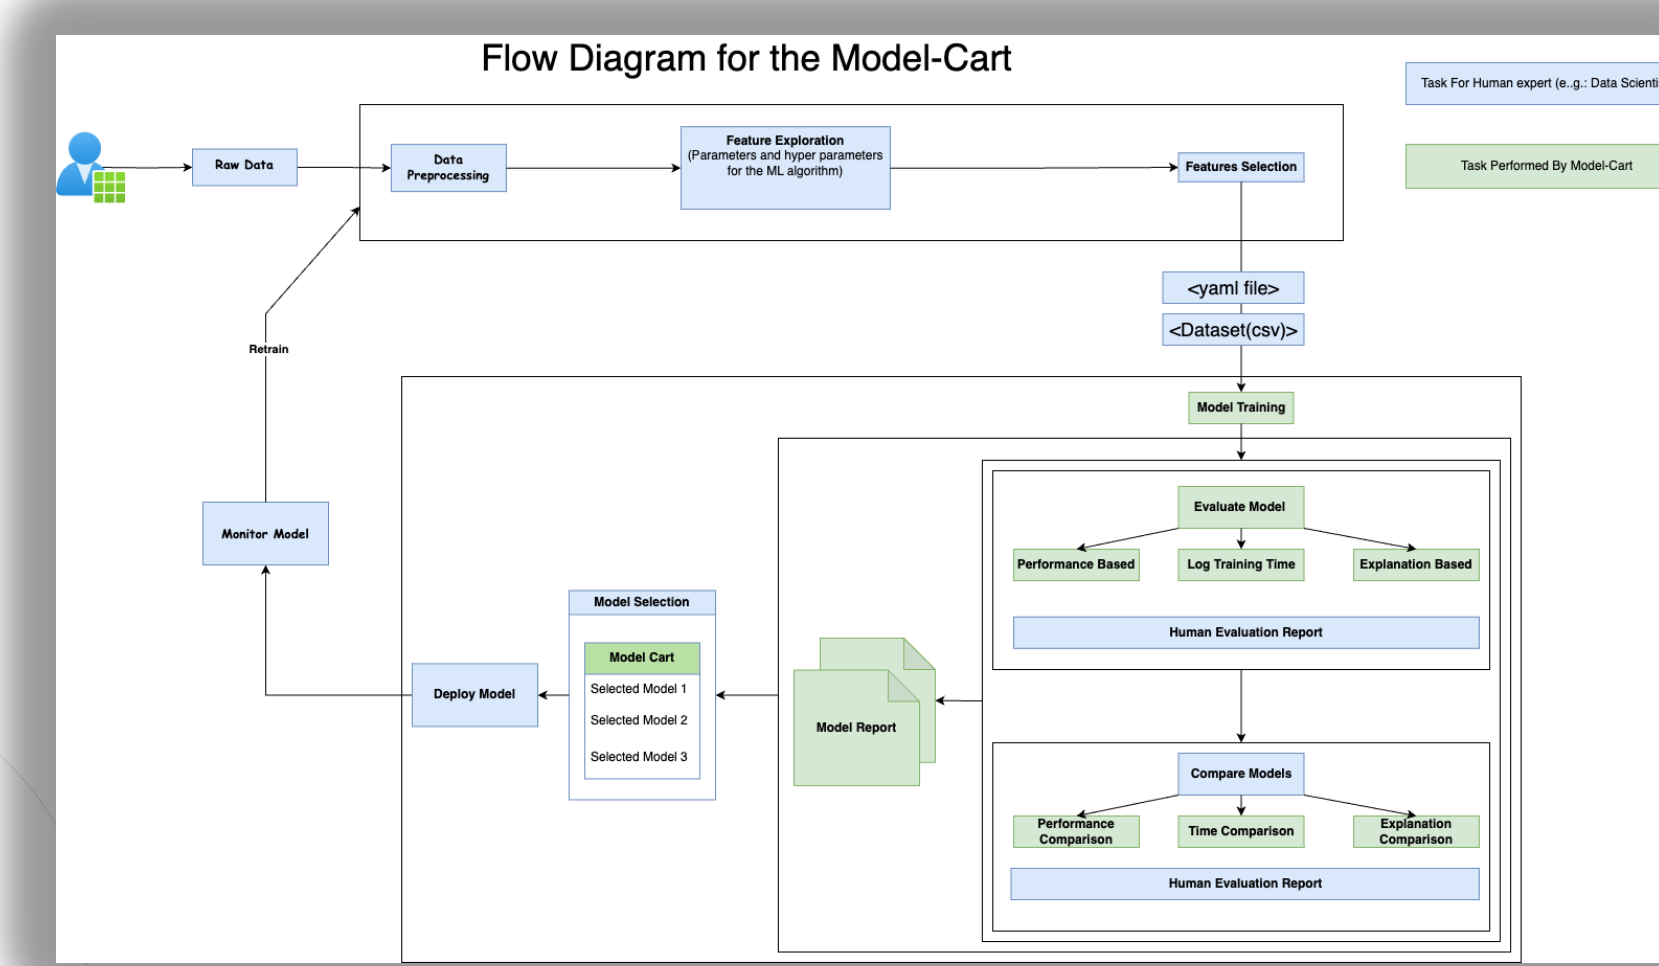 Flow Diagram for the Model-Cart
Task For Human expert (e..g.: Data Scienti
Task Performed By Model-Cart
Raw Data
Data
Preprocessing
Feature Exploration
(Parameters and hyper parameters
for the ML algorithm)
Features Selection
<yaml file>
<Dataset(csv)>
Retrain
Model Training
Evaluate Model
Performance Based
Log Training Time
Explanation Based
Human Evaluation Report
Monitor Model
Model Selection
Model Cart
Selected Model 1
Selected Model 2
Selected Model 3
Deploy Model
Model Report
Compare Models
Performance
Comparison
Time Comparison
Explanation
Comparison
Human Evaluation Report